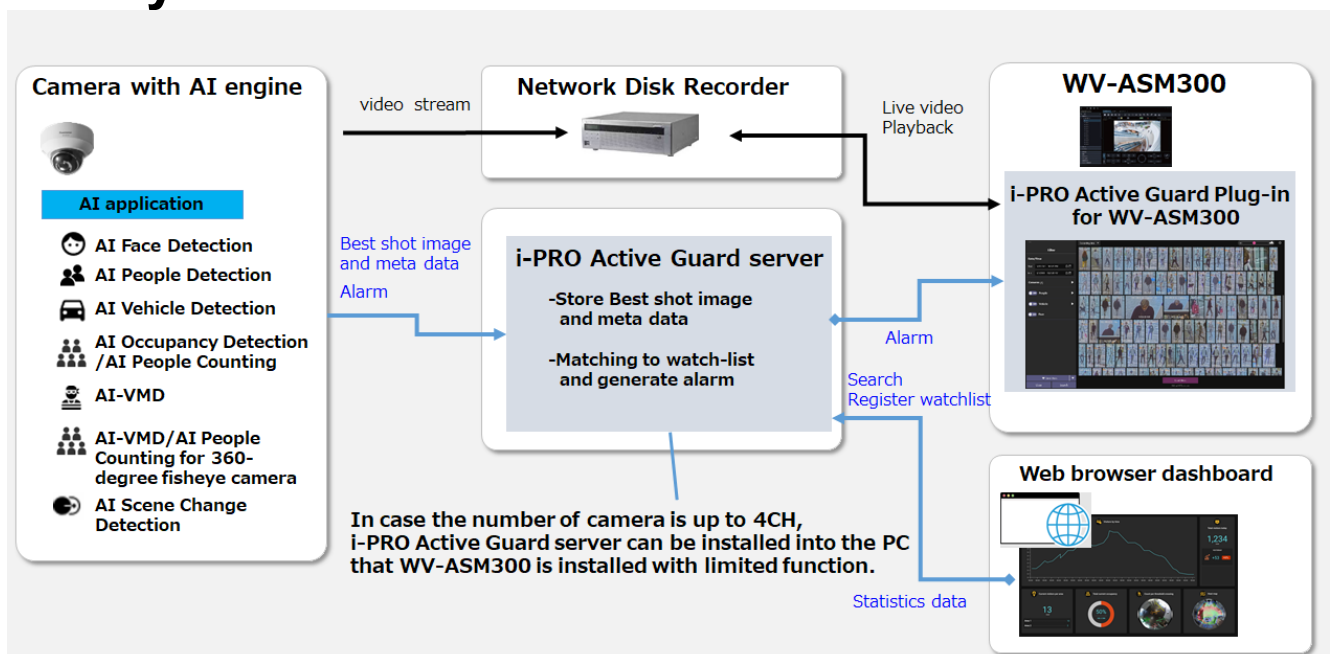 Camera with AI engine
AI application
AI Face Detection
AI People Detection
AI Vehicle Detection
AI Occupancy Detection
/AI People Counting
AI-VMD
AI-VMD/AI People
Counting for 360-
degree fisheye camera
AI Scene Change
Detection
video stream
Network Disk Recorder
Live video
Playback
Best shot image
and meta data
Alarm
i-PRO Active Guard server
-Store Best shot image
and meta data
-Matching to watch-list
and generate alarm
Alarm
Search
Register watchlist
In case the number of camera is up to 4CH,
i-PRO Active Guard server can be installed into the PC
that WV-ASM300 is installed with limited function.
Statistics data
WV-ASM300
i-PRO Active Guard Plug-in
for WV-ASM300
Web browser dashboard
1,234
13